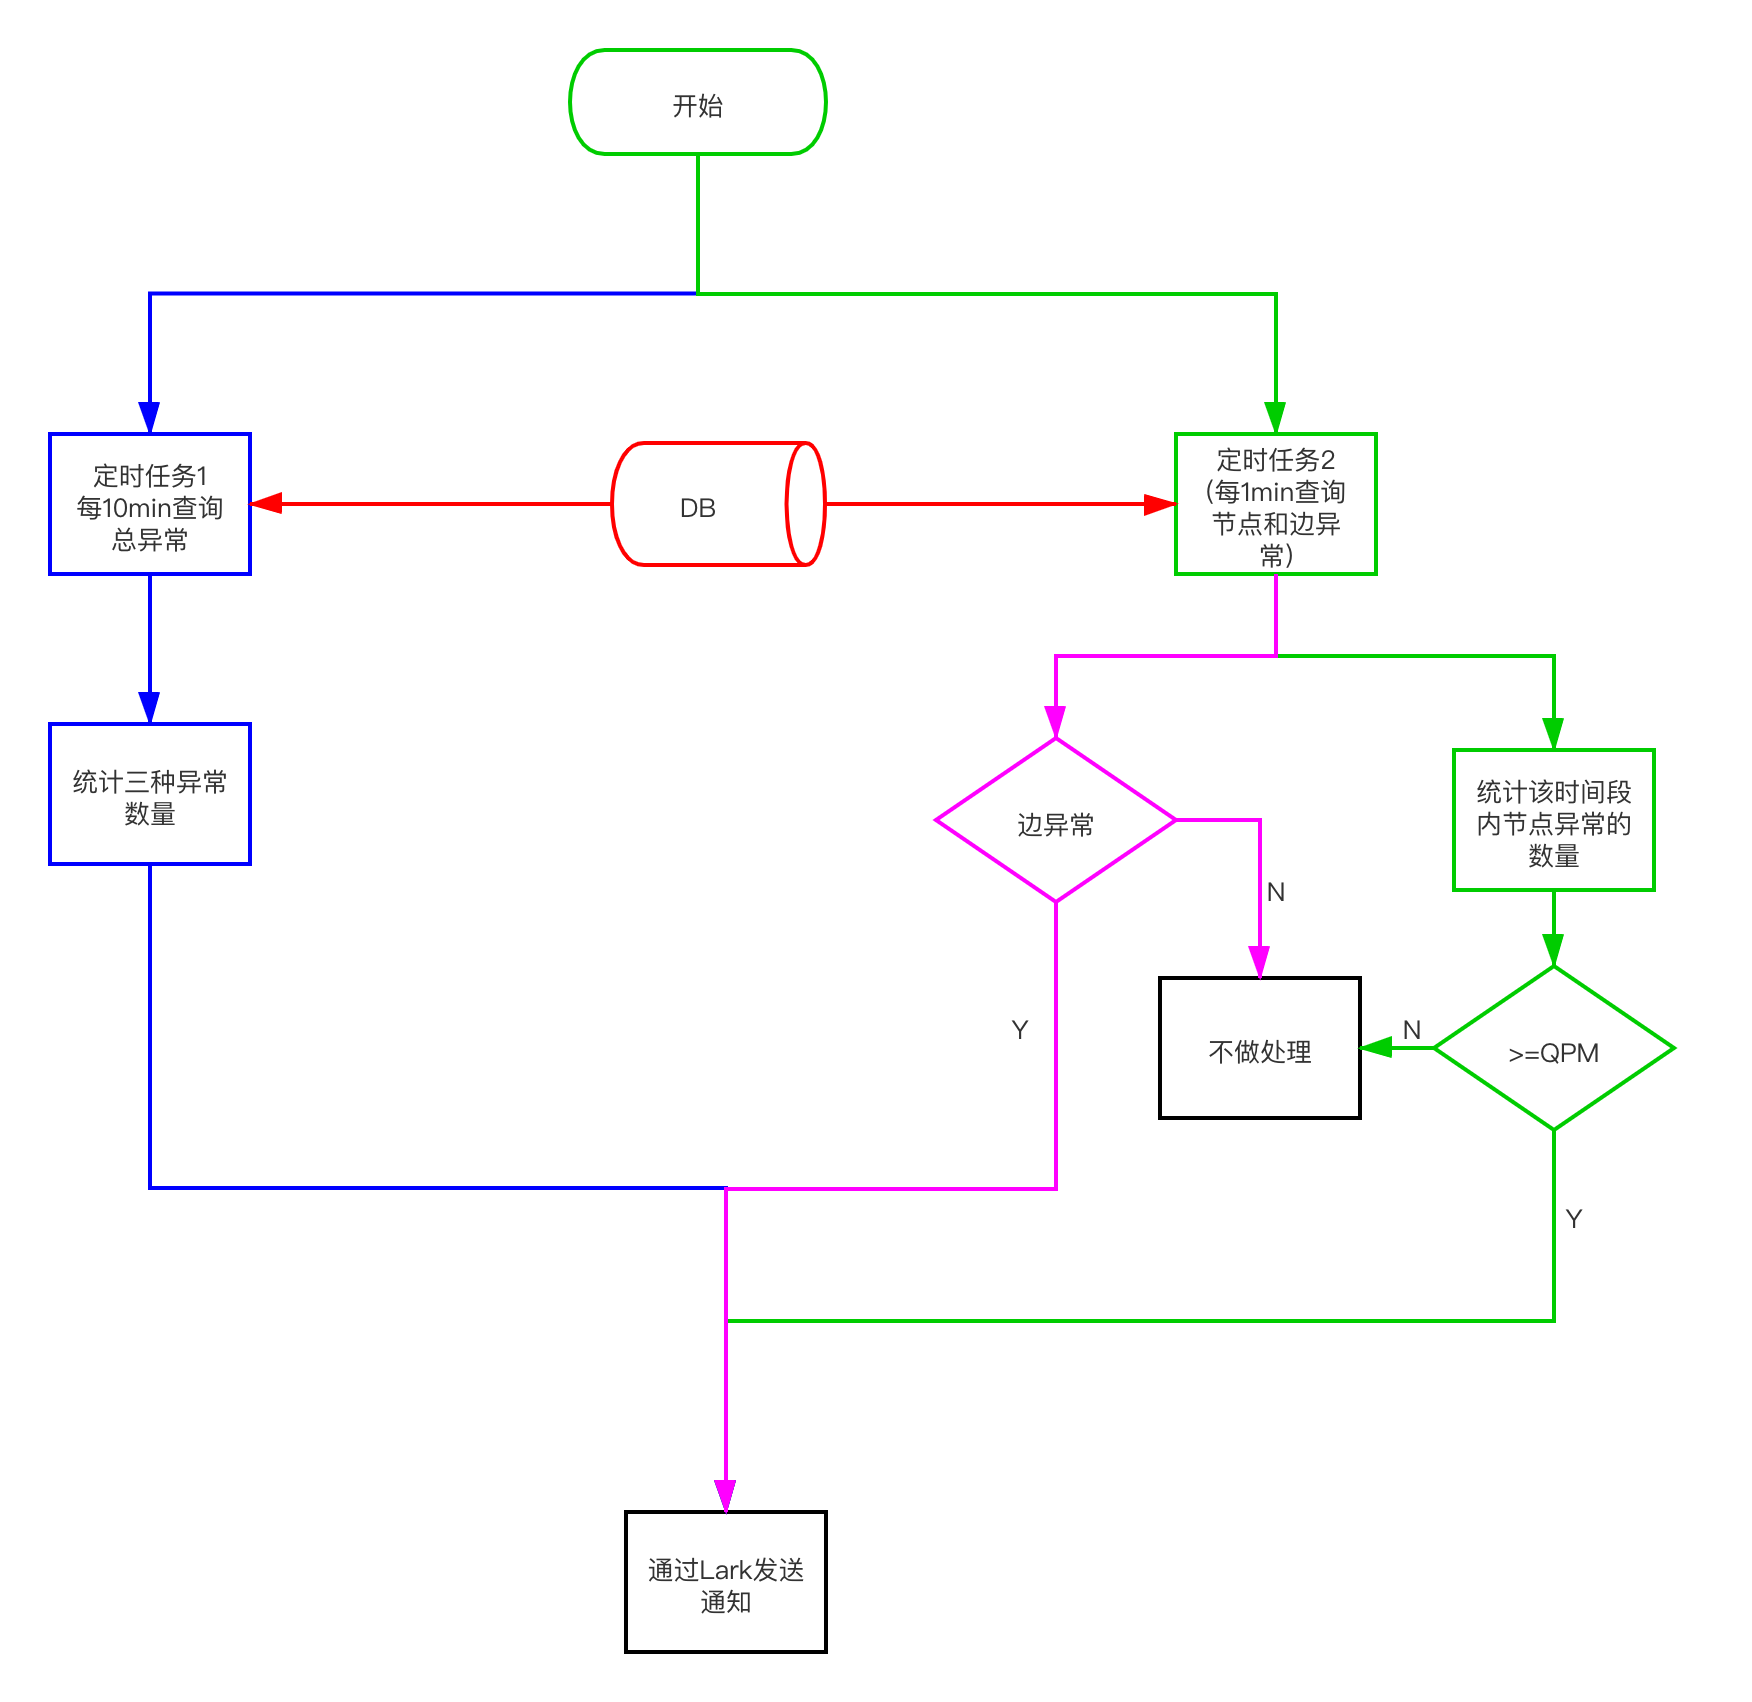 开始
定时任务1
每10min查询
总异常
DB
定时任务2
(每1min查询
节点和边异
常)
统计三种异常
数量
边异常
统计该时间段
内节点异常的
数量
N
Y
不做处理
N
>=QPM
Y
通过Lark发送
通知